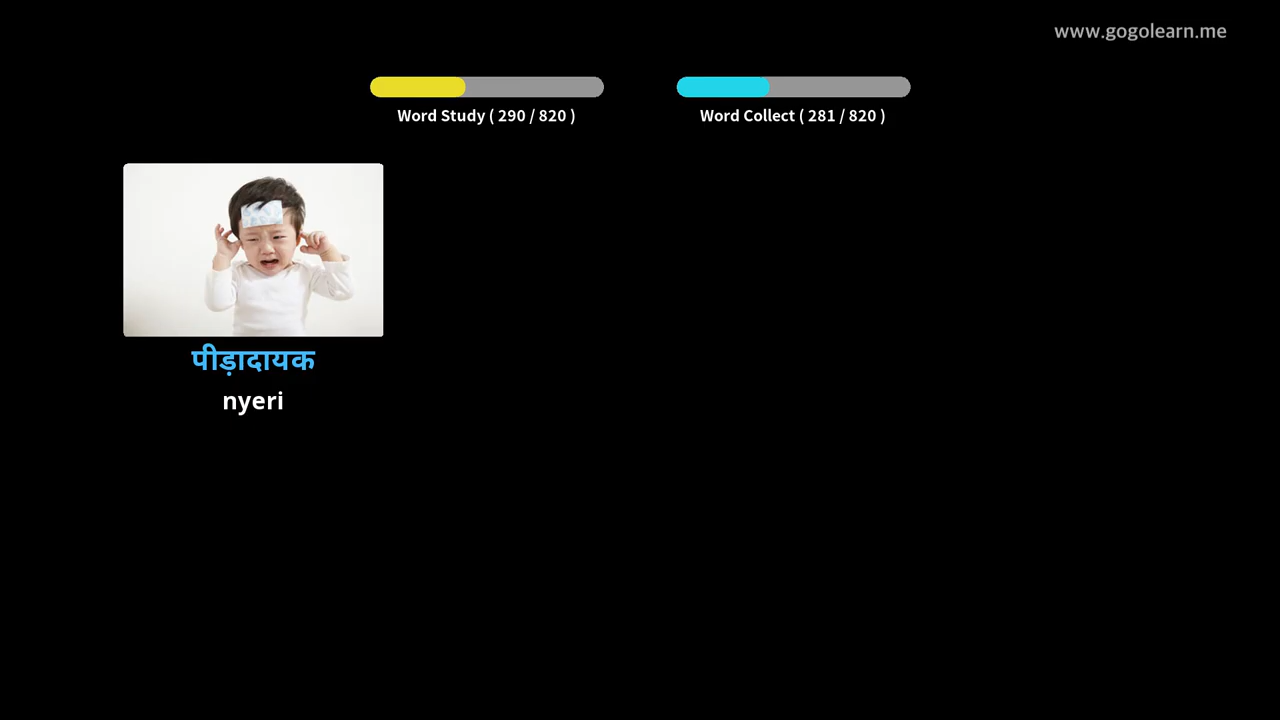 www.gogolearn.me
Word Study ( 290 / 820 )
Word Collect ( 281 / 820 )
पीड़ादायक
nyeri